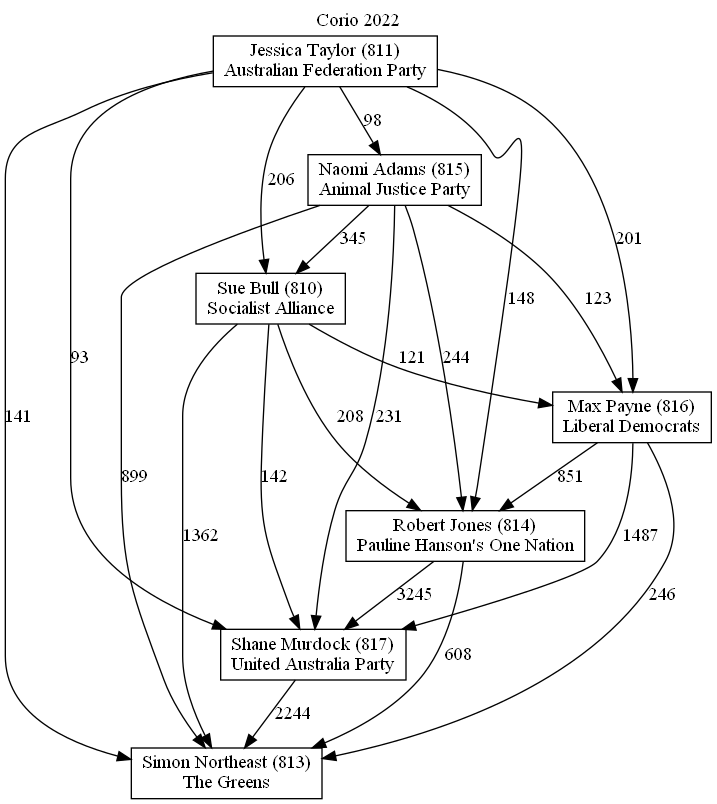 Corio 2022
Jessica Taylor (811)
Australian Federation Party
98
Naomi Adams (815)
Animal Justice Party
206
345
201
Sue Bull (810)
Socialist Alliance
148
123
93
121
244
141
208
231
Max Payne (816)
Liberal Democrats
899
142
851
Robert Jones (814)
Pauline Hanson's One Nation
1362
1487
3245
246
Shane Murdock (817)
United Australia Party
608
2244
Simon Northeast (813)
The Greens